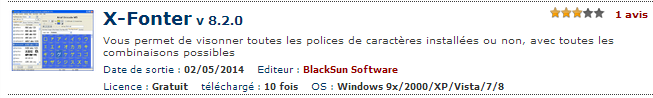 X-Fonter v 8.2.0
1 avis
Vous permet de visonner toutes les polices de caractères installées ou non, avec toutes les
combinaisons possibles
Date de sortie : 02/05/2014 Editeur : BlackSun Software
Licence : Gratuit téléchargé : 10 fois OS : Windows 9x/2000/XP/Vista/7/8